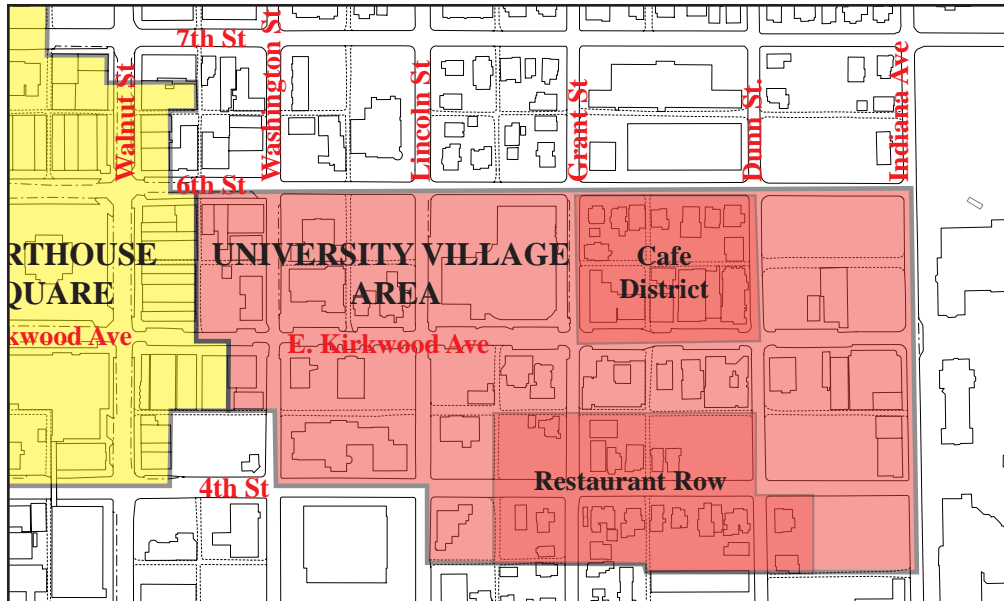 7th St
Walnut St
Washington St
Lincoln St
Grant St
Dunn St.
Indiana Ave
6th St
RTHOUSE
QUARE
UNIVERSITY VILLAGE
AREA
Cafe
District
kwood Ave
E. Kirkwood Ave
4th St
Restaurant Row